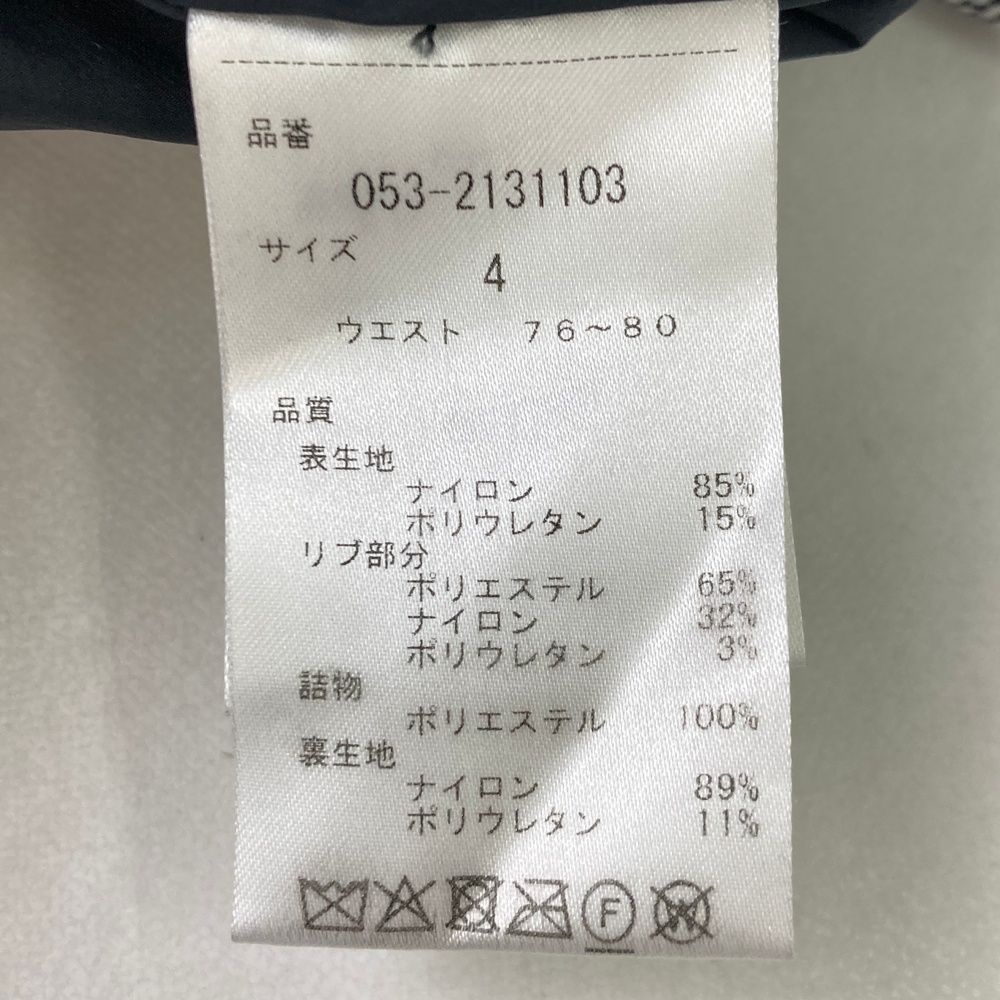 品番
053-2131103
サイズ
4
ウエスト 76～80
品質
表生地
ナイロン 85%
ポリウレタン 15%
リブ部分
ポリエステル 65%
ナイロン 32%
ポリウレタン 3%
詰物
ポリエステル 100%
裏生地
ナイロン 89%
ポリウレタン 11%
F W